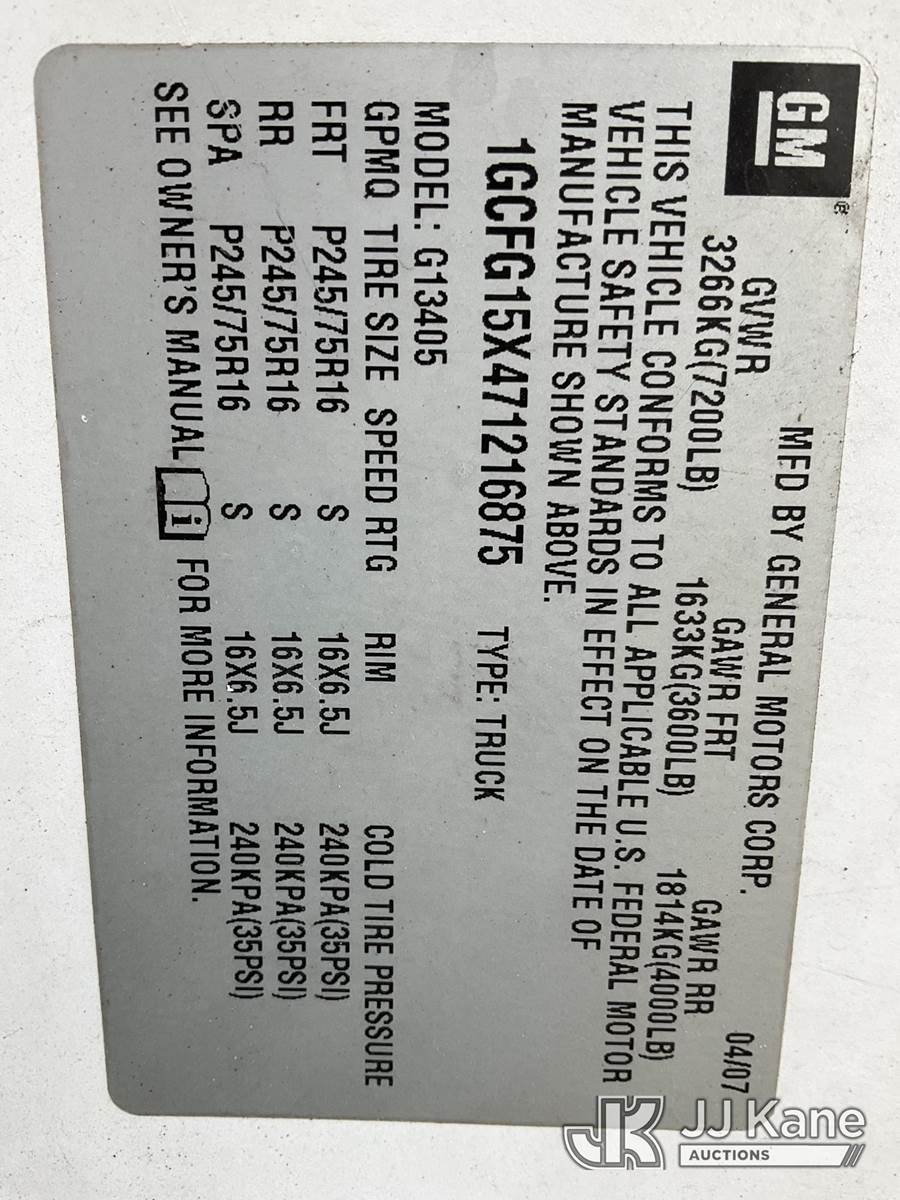 GM®
MFD BY GENERAL MOTORS CORP. 04/07
GVWR GAWR FRT GAWR RR
3266KG(7200LB) 1633KG(3600LB) 1814KG(4000LB)
THIS VEHICLE CONFORMS TO ALL APPLICABLE U.S. FEDERAL MOTOR
VEHICLE SAFETY STANDARDS IN EFFECT ON THE DATE OF
MANUFACTURE SHOWN ABOVE.
1GCFG15X471216875 TYPE: TRUCK
MODEL: G13405
GPMQ TIRE SIZE SPEED RTG RIM COLD TIRE PRESSURE
FRT P245/75R16 S 16X6.5J 240KPA(35PSI)
RR P245/75R16 S 16X6.5J 240KPA(35PSI)
SPA P245/75R16 S 16X6.5J 240KPA(35PSI)
SEE OWNER'S MANUAL i FOR MORE INFORMATION.
JK JJ Kane
AUCTIONS